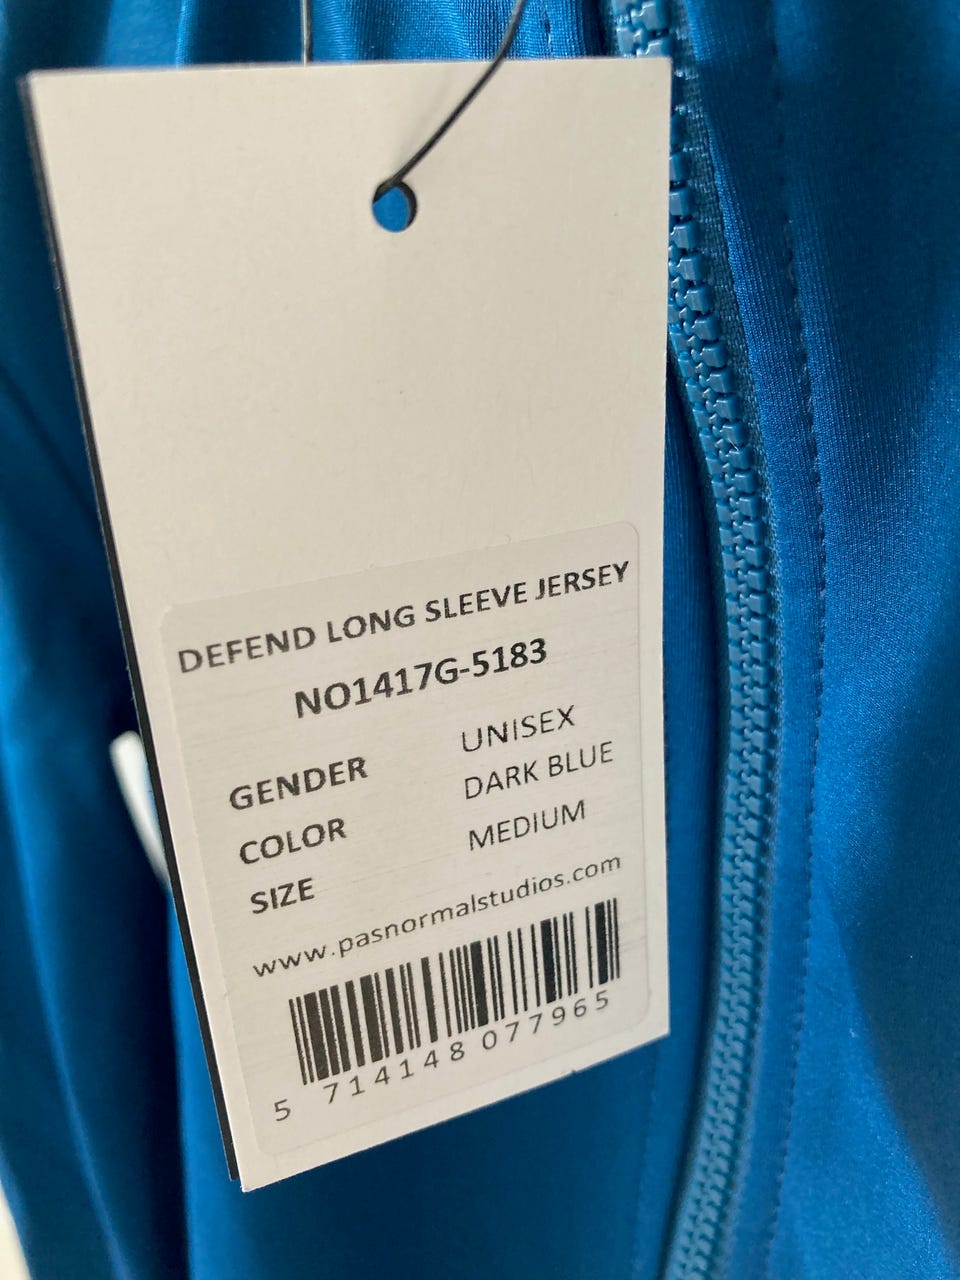 DEFEND LONG SLEEVE JERSEY
NO1417G-5183
GENDER UNISEX
COLOR DARK BLUE
SIZE MEDIUM
www.pasnormalstudios.com
5 714148 077965